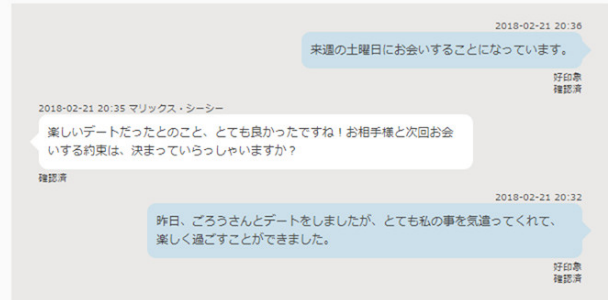 2018-02-21 20:36
来週の土曜日にお会いすることになっています。
好印象
確認済
2018-02-21 20:35 マリックス・シーシー
楽しいデートだったとのこと、とても良かったですね！お相手様と次回お会
いする約束は、決まっていらっしゃいますか？
確認済
2018-02-21 20:32
昨日、ごろうさんとデートをしましたが、とても私の事を気遣ってくれて、
楽しく過ごすことができました。
好印象
確認済